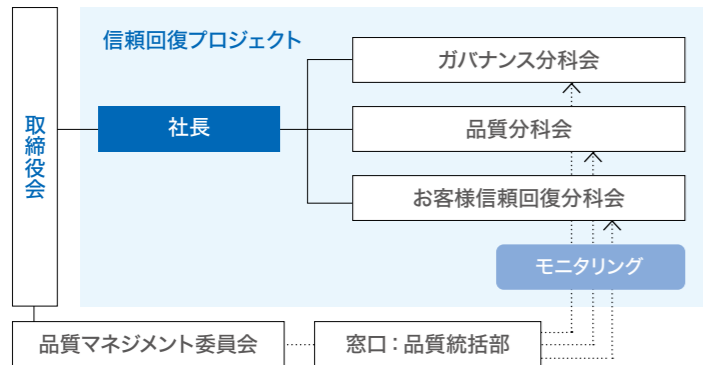 信頼回復プロジェクト
取締役会
社長
ガバナンス分科会
品質分科会
お客様信頼回復分科会
モニタリング
品質マネジメント委員会
窓口：品質統括部